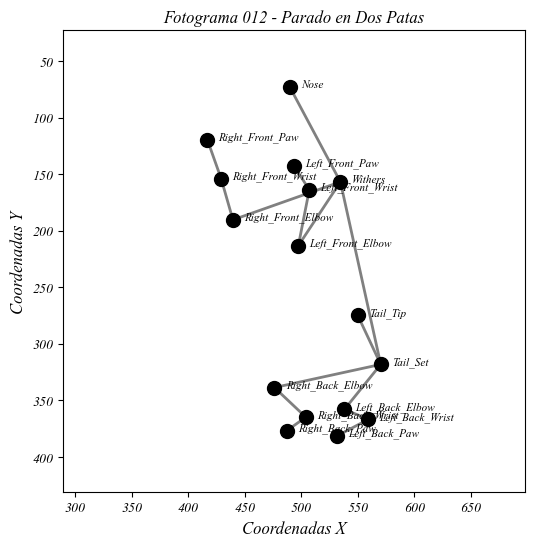 Fotograma 012 - Parado en Dos Patas
Coordenadas Y
50
100
150
200
250
300
350
400
Nose
Right_Front_Paw
Left_Front_Paw
Right_Front_Wrist
Withers
Left_Front_Wrist
Right_Front_Elbow
Left_Front_Elbow
Tail_Tip
Tail_Set
Right_Back_Elbow
Left_Back_Elbow
Right_Back_Wrist
Left_Back_Wrist
Right_Back_Paw
Left_Back_Paw
300 350 400 450 500 550 600 650
Coordenadas X